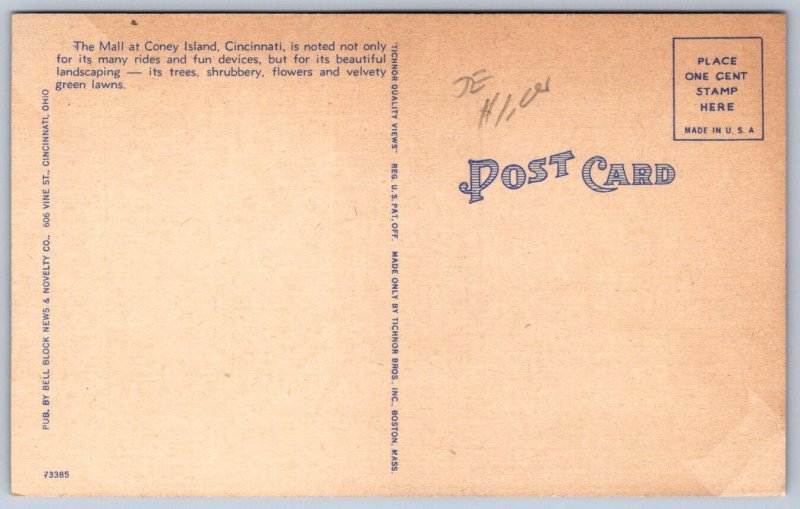 The Mall at Coney Island, Cincinnati, is noted not only
for its many rides and fun devices, but for its beautiful
landscaping — its trees, shrubbery, flowers and velvety
green lawns.
PUB. BY BELL BLOCK NEWS & NOVELTY CO., 606 VINE ST., CINCINNATI, OHIO
73385
TICHNOR QUALITY VIEWS" REG. U. S. PAT. OFF. MADE ONLY BY TICHNOR BROS. INC., BOSTON, MASS.
POST CARD
PLACE
ONE CENT
STAMP
HERE
MADE IN U. S. A